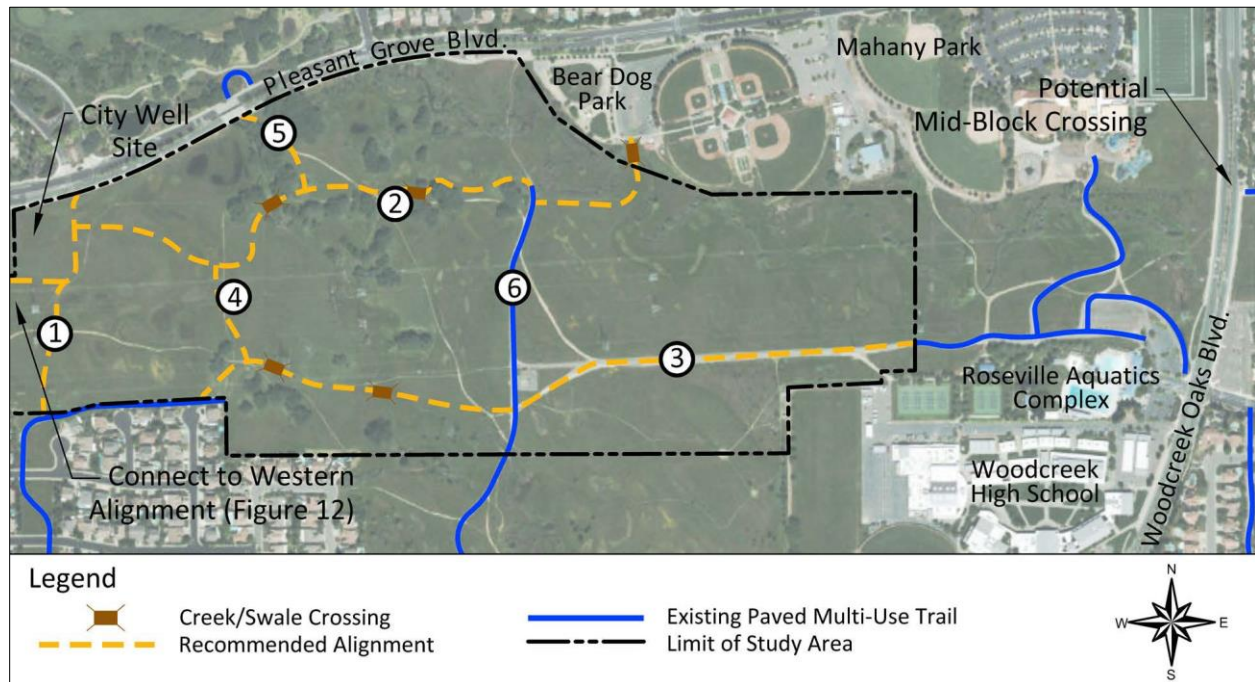 Pleasant Grove Blvd.
Mahany Park
Bear Dog
Park
Potential
Mid-Block Crossing
City Well
Site
5
2
4
6
1
3
Roseville Aquatics
Complex
Woodcreek Oaks Blvd.
Woodcreek
High School
Connect to Western
Alignment (Figure 12)
Legend
Creek/Swale Crossing
Recommended Alignment
Existing Paved Multi-Use Trail
Limit of Study Area
N
W
E
S